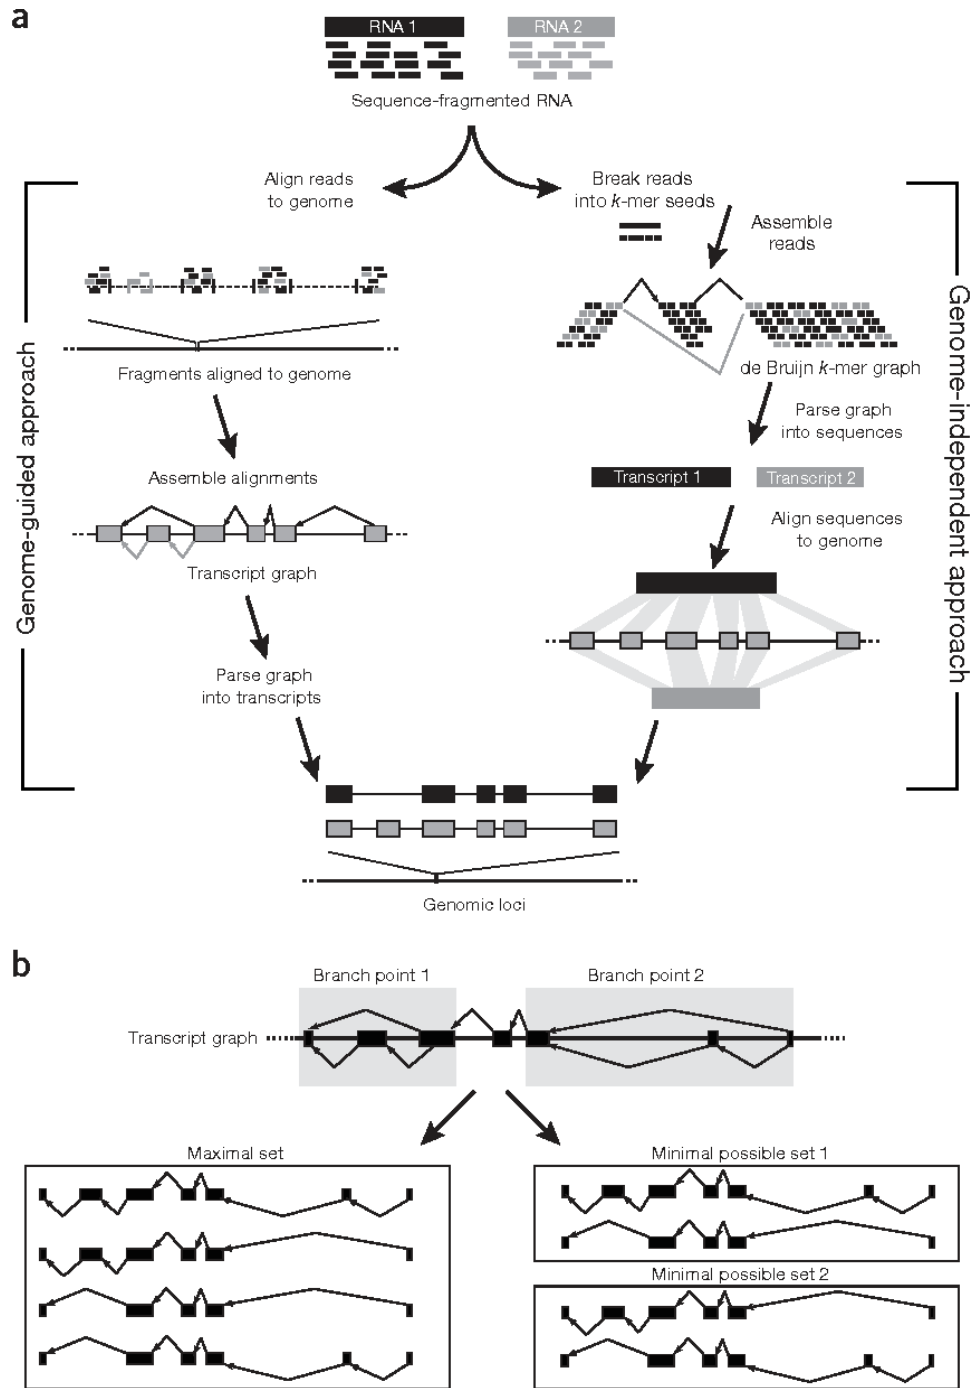 a
RNA 1
RNA 2
Sequence-fragmented RNA
Align reads
to genome
Break reads
into k-mer seeds
Assemble
reads
Genome-guided approach
Genome-independent approach
Fragments aligned to genome
de Bruijn k-mer graph
Parse graph
into sequences
Assemble alignments
Transcript 1
Transcript 2
Align sequences
to genome
Transcript graph
Parse graph
into transcripts
Genomic loci
b
Branch point 1
Branch point 2
Transcript graph
Maximal set
Minimal possible set 1
Minimal possible set 2